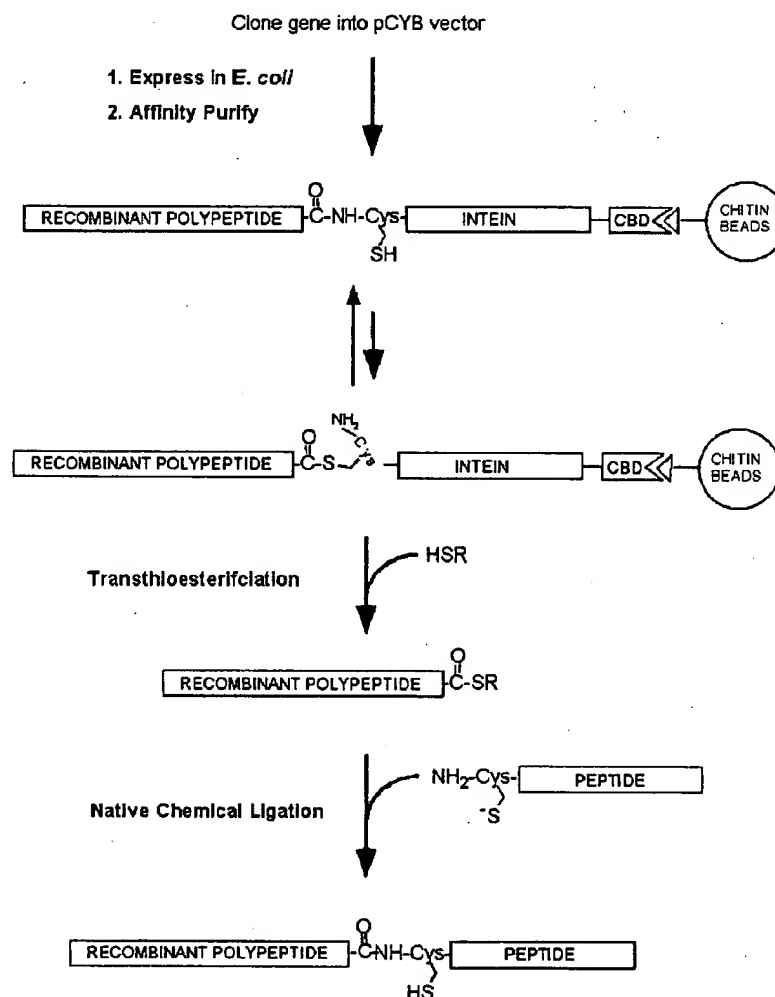 Clone gene into pCYB vector
1. Express in E. coli
2. Affinity Purify
RECOMBINANT POLYPEPTIDE
O
C-NH-Cys
SH
INTEIN
CBD
CHITIN
BEADS
RECOMBINANT POLYPEPTIDE
O
C-S
NH2
Cys
INTEIN
CBD
CHITIN
BEADS
Transthioesterifciation
HSR
RECOMBINANT POLYPEPTIDE
O
C-SR
Native Chemical Ligation
NH2-Cys-
-S
PEPTIDE
RECOMBINANT POLYPEPTIDE
O
C-NH-Cys
HS
PEPTIDE